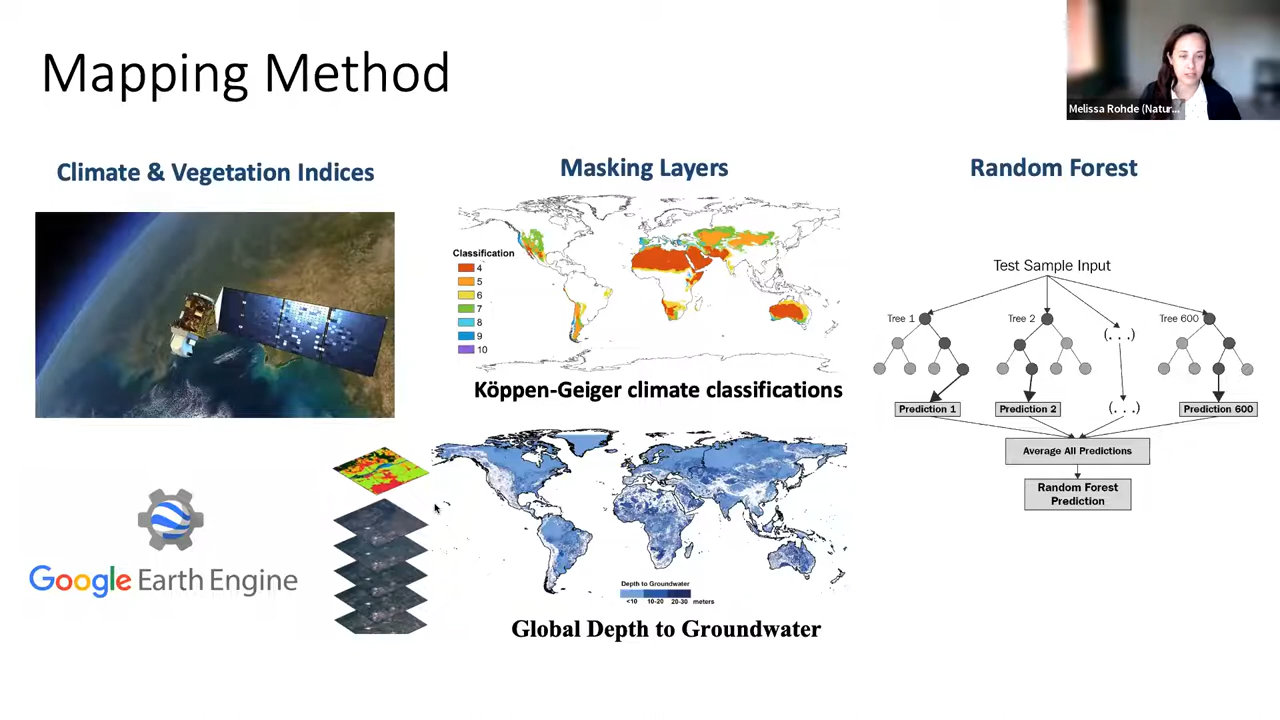 Mapping Method
Melissa Rohde (Natur...
Climate & Vegetation Indices
Google Earth Engine
Masking Layers
Classification
4
5
6
7
8
9
10
Köppen-Geiger climate classifications
Depth to Groundwater
<10 10-20 20-30 meters
Global Depth to Groundwater
Random Forest
Test Sample Input
Tree 1 Tree 2 (. . .) Tree 600
Prediction 1 Prediction 2 (. . .) Prediction 600
Average All Predictions
Random Forest
Prediction